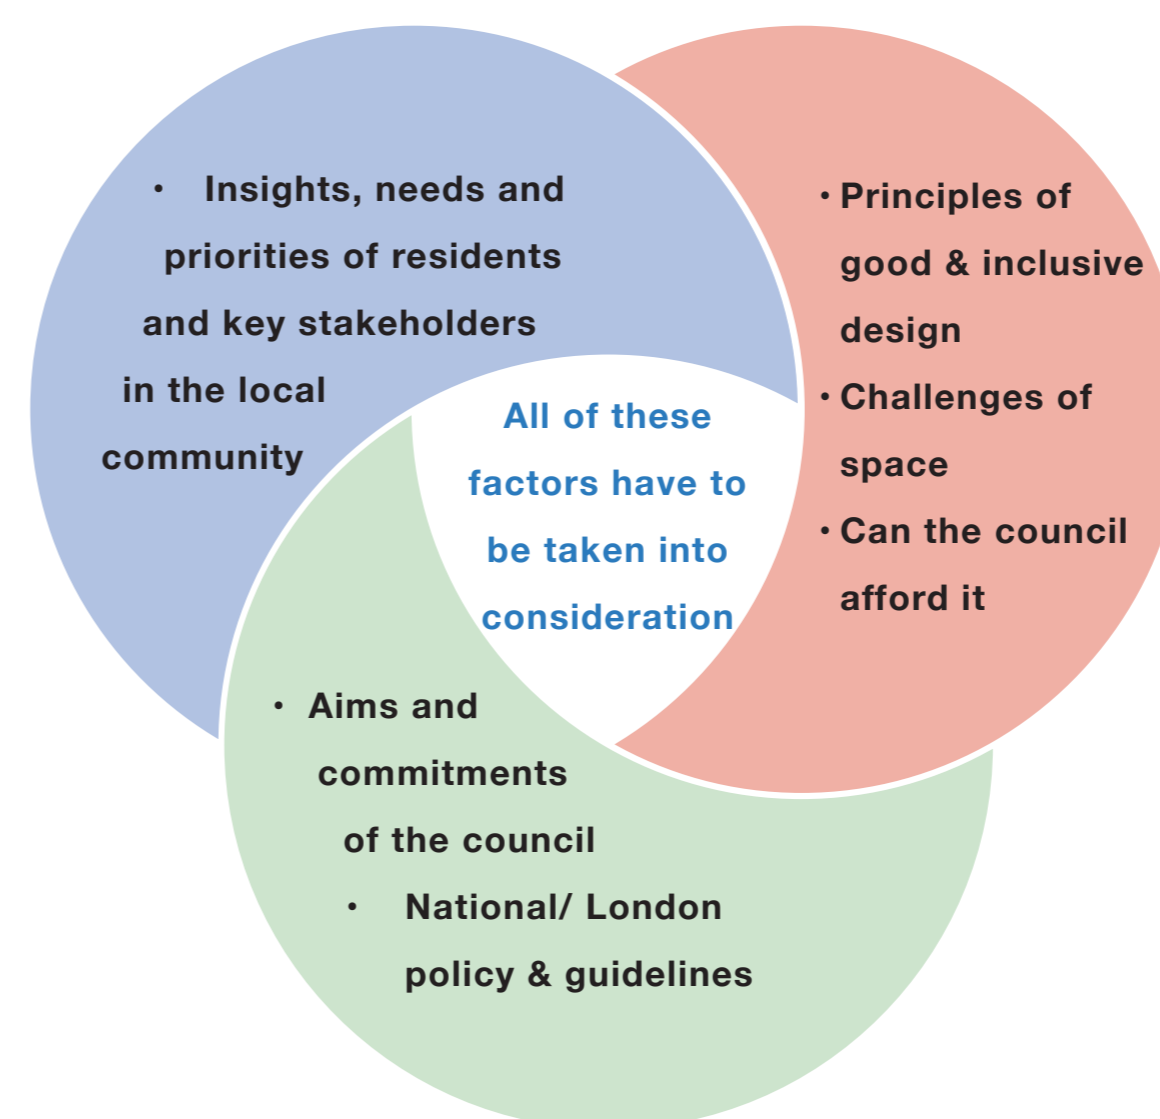 • Insights, needs and
priorities of residents
and key stakeholders
in the local
community
• Principles of
good & inclusive
design
• Challenges of
space
• Can the council
afford it
All of these
factors have to
be taken into
consideration
• Aims and
commitments
of the council
• National/ London
policy & guidelines